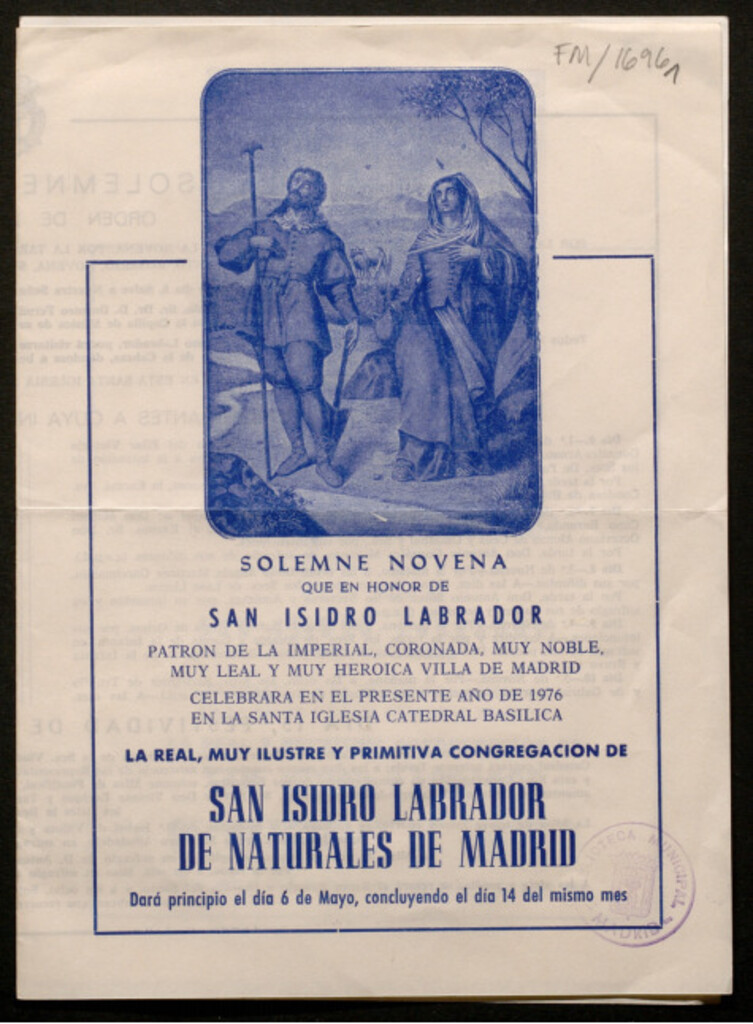 FM/16961
SOLEMNE NOVENA
QUE EN HONOR DE
SAN ISIDRO LABRADOR
PATRON DE LA IMPERIAL, CORONADA, MUY NOBLE,
MUY LEAL Y MUY HEROICA VILLA DE MADRID
CELEBRARA EN EL PRESENTE AÑO DE 1976
EN LA SANTA IGLESIA CATEDRAL BASILICA
LA REAL, MUY ILUSTRE Y PRIMITIVA CONGREGACION DE
SAN ISIDRO LABRADOR
DE NATURALES DE MADRID
Dará principio el día 6 de Mayo, concluyendo el día 14 del mismo mes
MUNICIPAL
MADRID